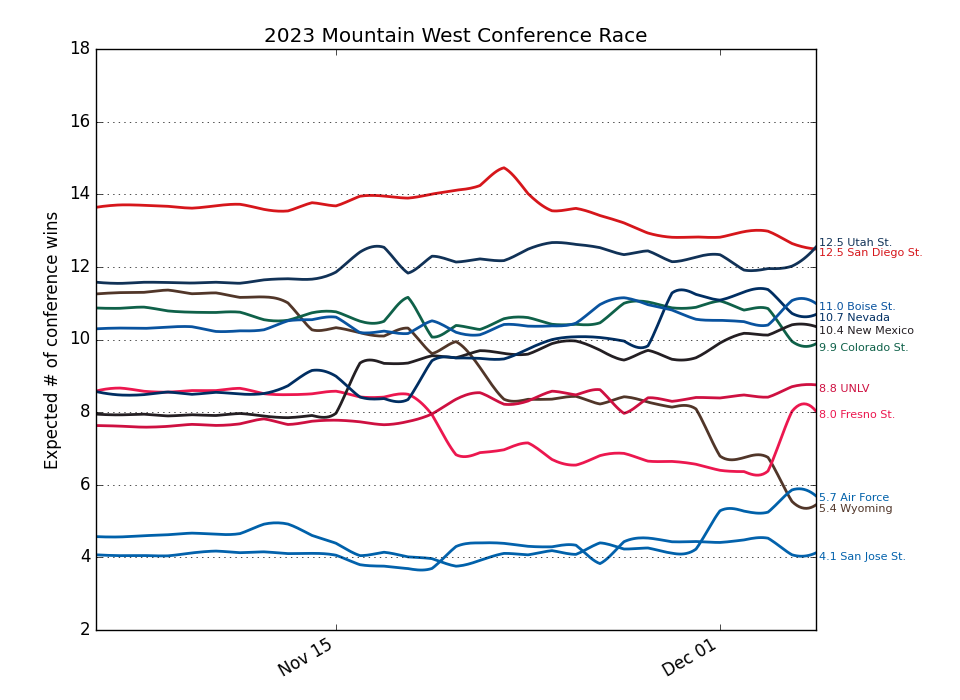 2023 Mountain West Conference Race
Expected # of conference wins
18
16
14
12
10
8
6
4
2
12.5 Utah St.
12.5 San Diego St.
11.0 Boise St.
10.7 Nevada
10.4 New Mexico
9.9 Colorado St.
8.8 UNLV
8.0 Fresno St.
5.7 Air Force
5.4 Wyoming
4.1 San Jose St.
Nov 15
Dec 01